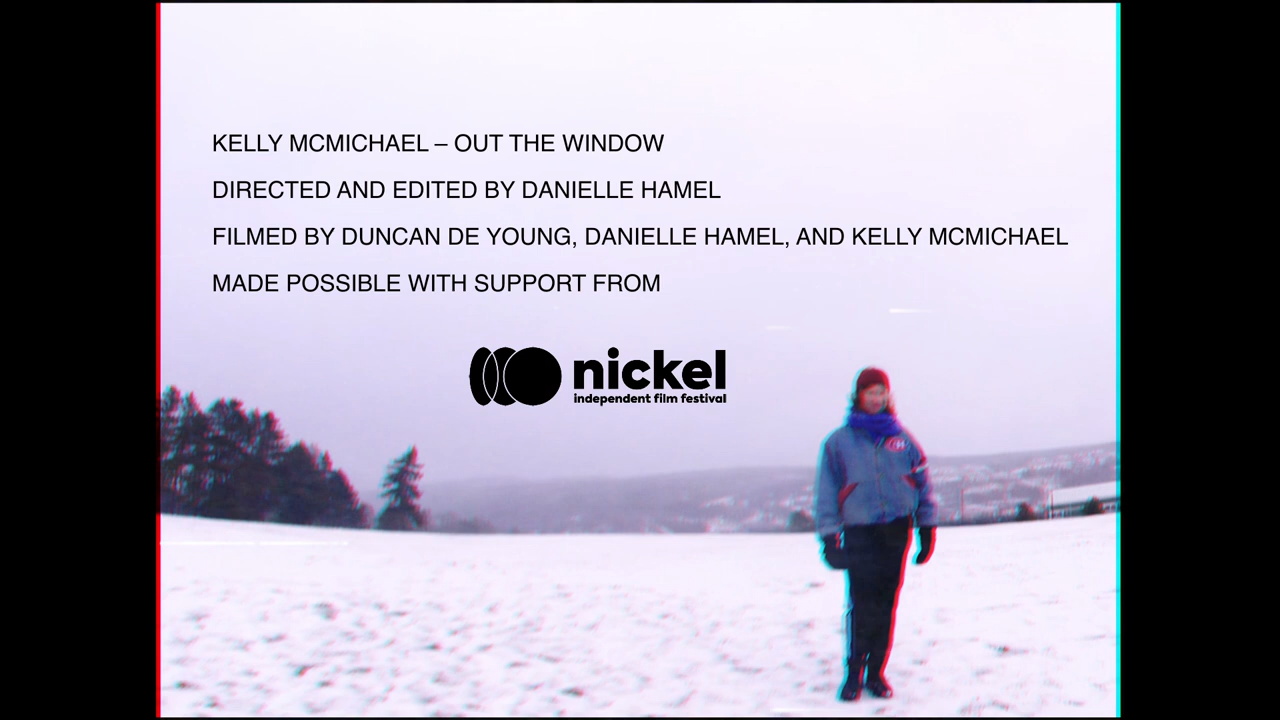 KELLY MCMICHAEL – OUT THE WINDOW
DIRECTED AND EDITED BY DANIELLE HAMEL
FILMED BY DUNCAN DE YOUNG, DANIELLE HAMEL, AND KELLY MCMICHAEL
MADE POSSIBLE WITH SUPPORT FROM
nickel
independent film festival